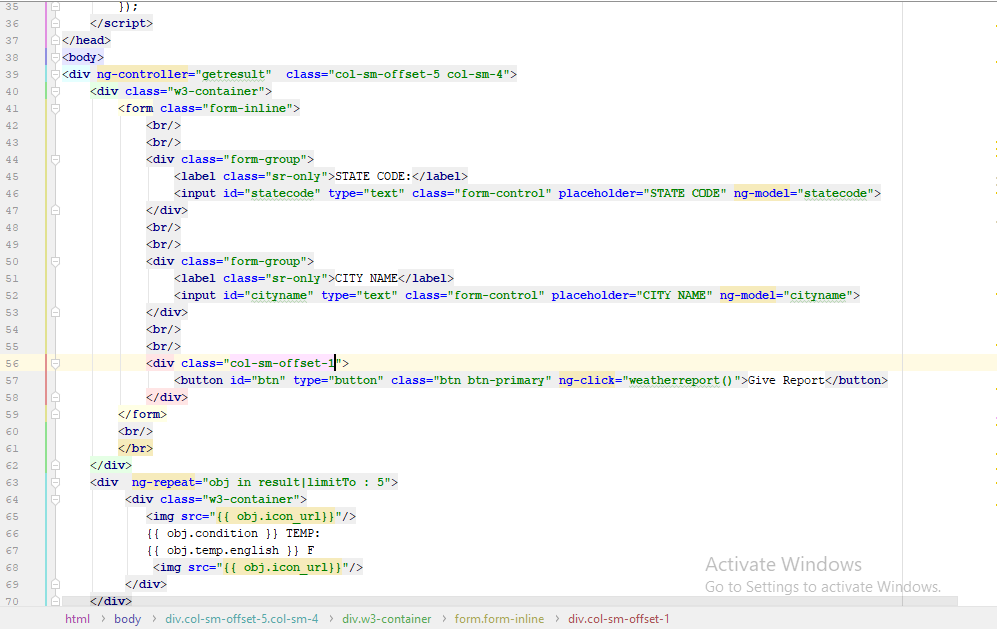 35 });
36 </script>
37 </head>
38 <body>
39 <div ng-controller="getresult"  class="col-sm-offset-5 col-sm-4">
40 <div class="w3-container">
41 <form class="form-inline">
42 <br/>
43 <br/>
44 <div class="form-group">
45 <label class="sr-only">STATE CODE:</label>
46 <input id="statecode" type="text" class="form-control" placeholder="STATE CODE" ng-model="statecode">
47 </div>
48 <br/>
49 <br/>
50 <div class="form-group">
51 <label class="sr-only">CITY NAME</label>
52 <input id="cityname" type="text" class="form-control" placeholder="CITY NAME" ng-model="cityname">
53 </div>
54 <br/>
55 <br/>
56 <div class="col-sm-offset-1">
57 <button id="btn" type="button" class="btn btn-primary" ng-click="weatherreport()">Give Report</button>
58 </div>
59 </form>
60 <br/>
61 </br>
62 </div>
63 <div  ng-repeat="obj in result|limitTo : 5">
64 <div class="w3-container">
65 <img src="{{ obj.icon_url}}"/>
66 {{ obj.condition }} TEMP:
67 {{ obj.temp.english }} F
68 <img src="{{ obj.icon_url}}"/>
69 </div>
70 </div>
Activate Windows
Go to Settings to activate Windows.
html > body > div.col-sm-offset-5.col-sm-4 > div.w3-container > form.form-inline > div.col-sm-offset-1